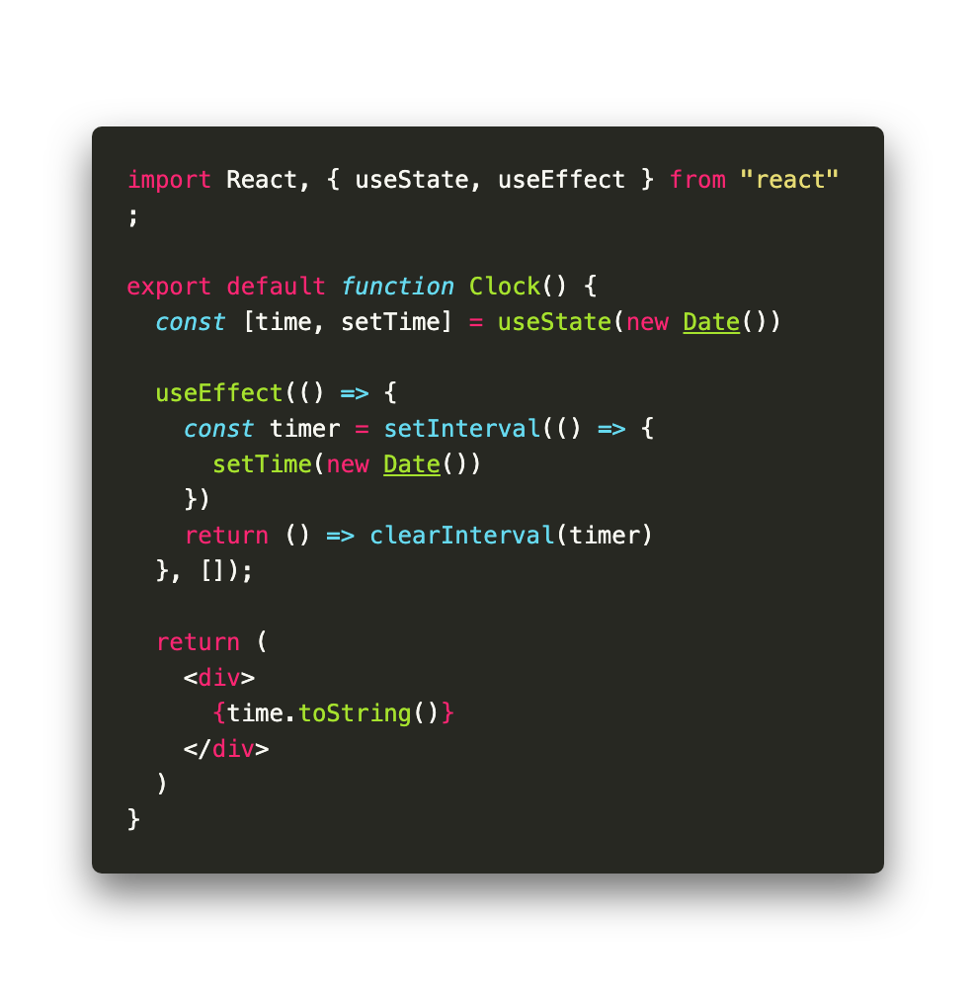 import React, { useState, useEffect } from "react"
;
export default function Clock() {
  const [time, setTime] = useState(new Date())
  useEffect(() => {
    const timer = setInterval(() => {
      setTime(new Date())
    })
    return () => clearInterval(timer)
  }, []);
  return (
    <div>
      {time.toString()}
    </div>
  )
}